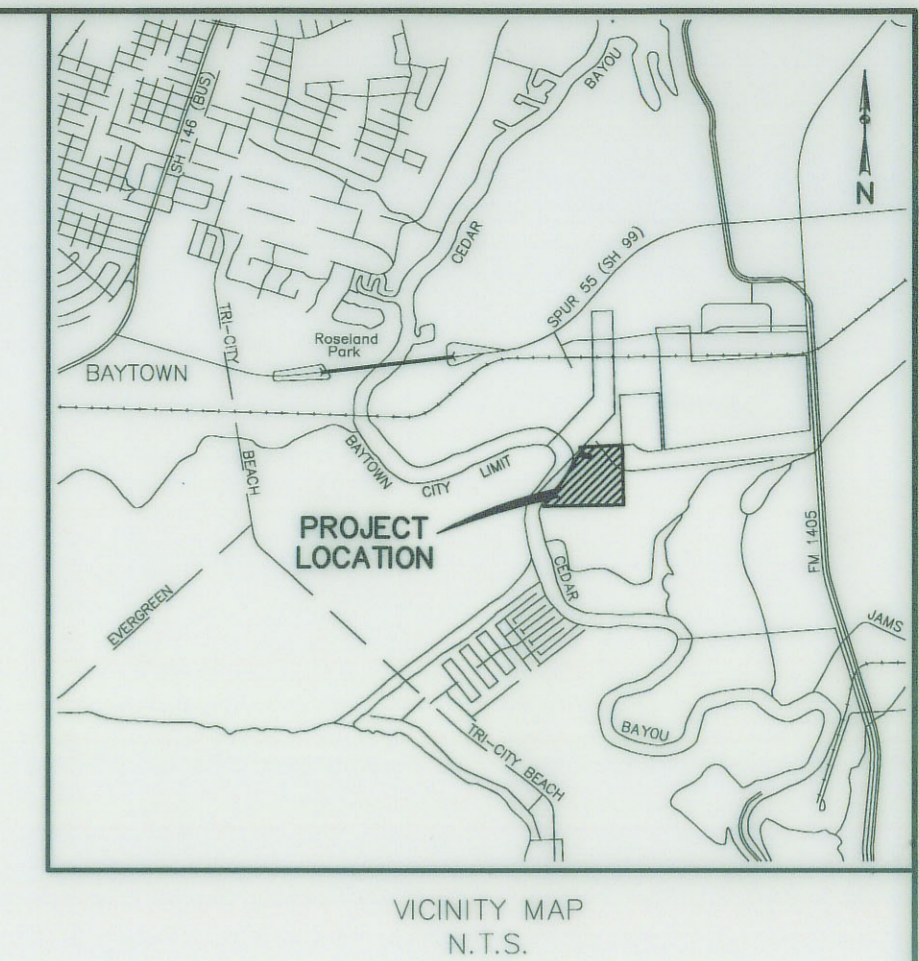 BAYOU
SH 146 (BUS)
N
CEDAR
SPUR 55 (SH 99)
TRI-CITY
Roseland
Park
BAYTOWN
BAYTOWN
CITY LIMIT
BEACH
PROJECT
LOCATION
FM 1405
CEDAR
EVERGREEN
JAMS
TRI-CITY BEACH
BAYOU
VICINITY MAP
N.T.S.